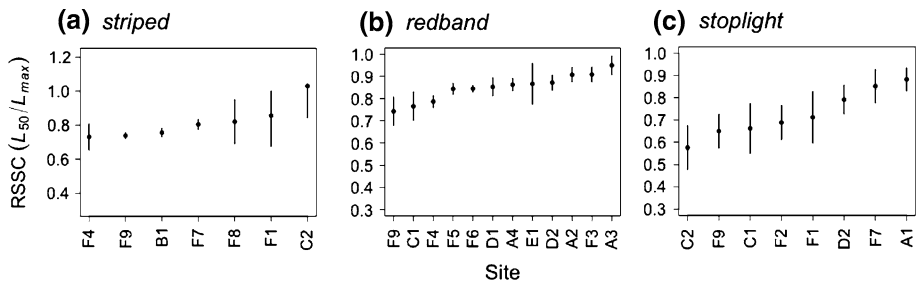 (a) striped
(b) redband
(c) stoplight
RSSC (L50/Lmax)
1.2
1.0
0.8
0.6
0.4
F4 F9 B1 F7 F8 F1 C2
1.0
0.9
0.8
0.7
0.6
0.5
0.4
0.3
F9 C1 F4 F5 F6 D1 A4 E1 D2 A2 F3 A3
1.0
0.9
0.8
0.7
0.6
0.5
0.4
0.3
C2 F9 C1 F2 F1 D2 F7 A1
Site